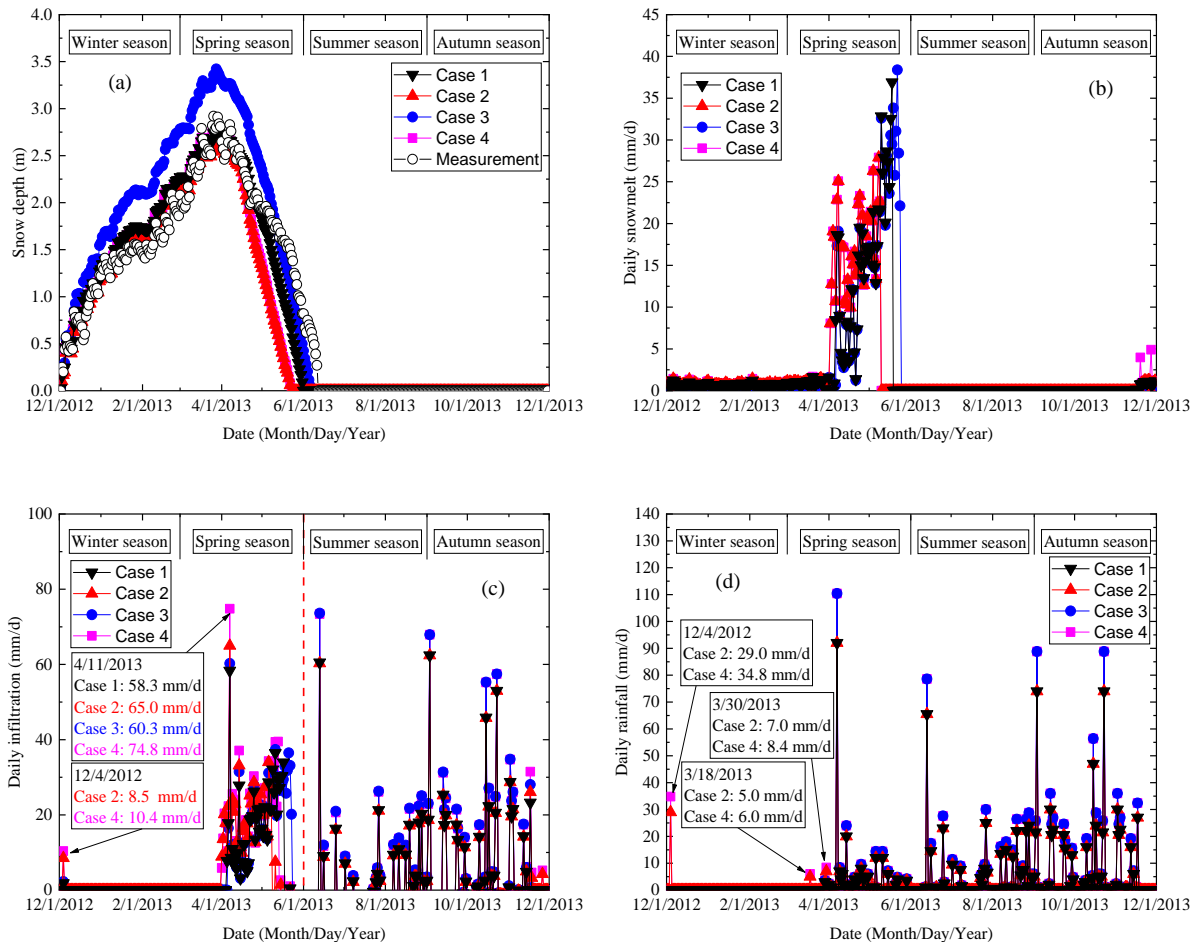 4.0
3.5
3.0
2.5
2.0
1.5
1.0
0.5
0.0
Snow depth (m)
Winter season
Spring season
Summer season
Autumn season
(a)
Case 1
Case 2
Case 3
Case 4
Measurement
12/1/2012
2/1/2013
4/1/2013
6/1/2013
8/1/2013
10/1/2013
12/1/2013
Date (Month/Day/Year)
45
40
35
30
25
20
15
10
5
0
Daily snowmelt (mm/d)
Winter season
Spring season
Summer season
Autumn season
(b)
Case 1
Case 2
Case 3
Case 4
12/1/2012
2/1/2013
4/1/2013
6/1/2013
8/1/2013
10/1/2013
12/1/2013
Date (Month/Day/Year)
100
80
60
40
20
0
Daily infiltration (mm/d)
Winter season
Spring season
Summer season
Autumn season
(c)
Case 1
Case 2
Case 3
Case 4
4/11/2013
Case 1: 58.3 mm/d
Case 2: 65.0 mm/d
Case 3: 60.3 mm/d
Case 4: 74.8 mm/d
12/4/2012
Case 2: 8.5 mm/d
Case 4: 10.4 mm/d
12/1/2012
2/1/2013
4/1/2013
6/1/2013
8/1/2013
10/1/2013
12/1/2013
Date (Month/Day/Year)
140
130
120
110
100
90
80
70
60
50
40
30
20
10
0
Daily rainfall (mm/d)
Winter season
Spring season
Summer season
Autumn season
(d)
Case 1
Case 2
Case 3
Case 4
12/4/2012
Case 2: 29.0 mm/d
Case 4: 34.8 mm/d
3/30/2013
Case 2: 7.0 mm/d
Case 4: 8.4 mm/d
3/18/2013
Case 2: 5.0 mm/d
Case 4: 6.0 mm/d
12/1/2012
2/1/2013
4/1/2013
6/1/2013
8/1/2013
10/1/2013
12/1/2013
Date (Month/Day/Year)